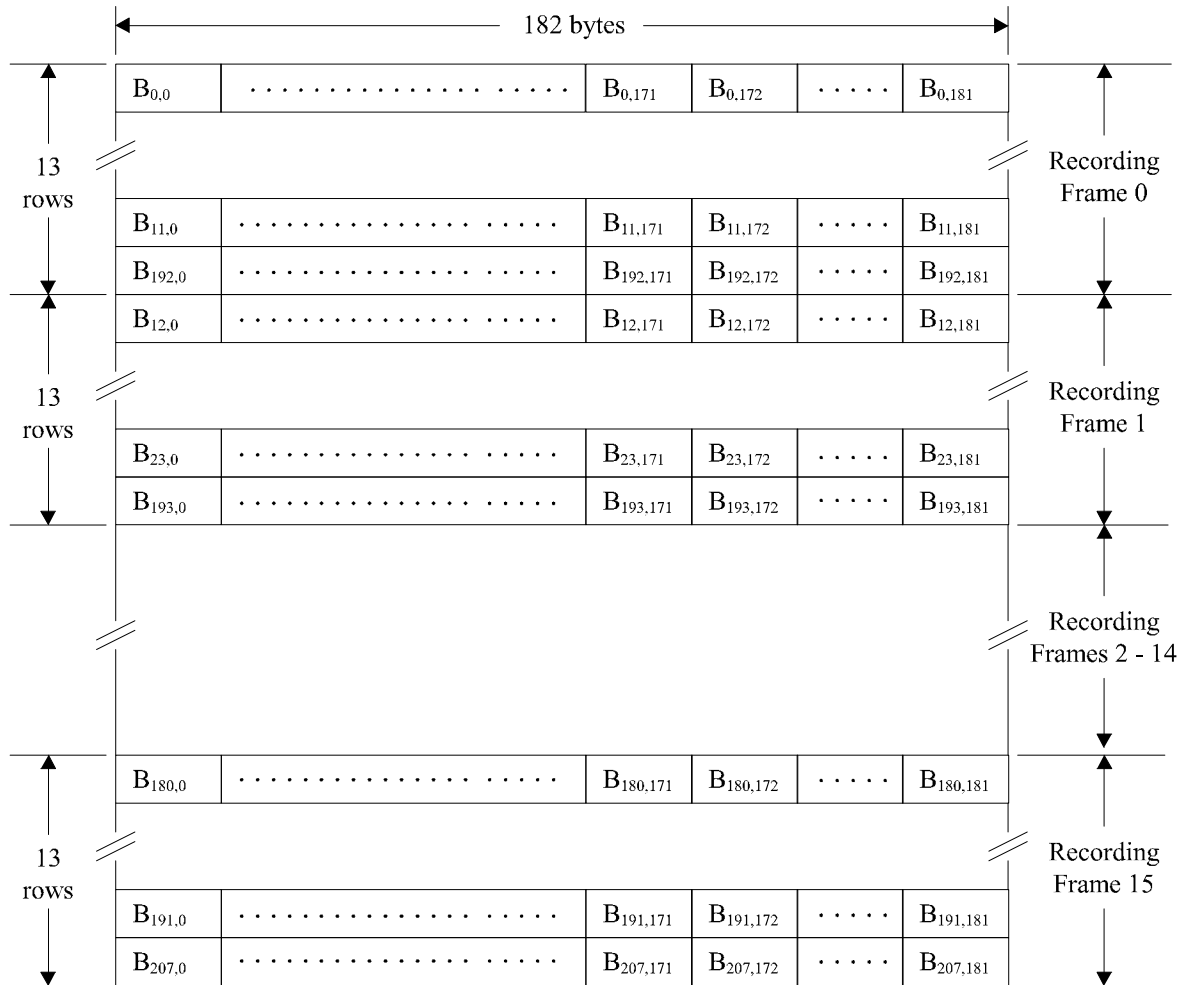 182 bytes
B0,0 . . . . . . . . . . . . . . . . . . . . B0,171 B0,172 . . . . . B0,181
13
rows
Recording
Frame 0
B11,0 . . . . . . . . . . . . . . . . . . . . B11,171 B11,172 . . . . . B11,181
B192,0 . . . . . . . . . . . . . . . . . . . . B192,171 B192,172 . . . . . B192,181
B12,0 . . . . . . . . . . . . . . . . . . . . B12,171 B12,172 . . . . . B12,181
13
rows
Recording
Frame 1
B23,0 . . . . . . . . . . . . . . . . . . . . B23,171 B23,172 . . . . . B23,181
B193,0 . . . . . . . . . . . . . . . . . . . . B193,171 B193,172 . . . . . B193,181
Recording
Frames 2 - 14
B180,0 . . . . . . . . . . . . . . . . . . . . B180,171 B180,172 . . . . . B180,181
13
rows
Recording
Frame 15
B191,0 . . . . . . . . . . . . . . . . . . . . B191,171 B191,172 . . . . . B191,181
B207,0 . . . . . . . . . . . . . . . . . . . . B207,171 B207,172 . . . . . B207,181